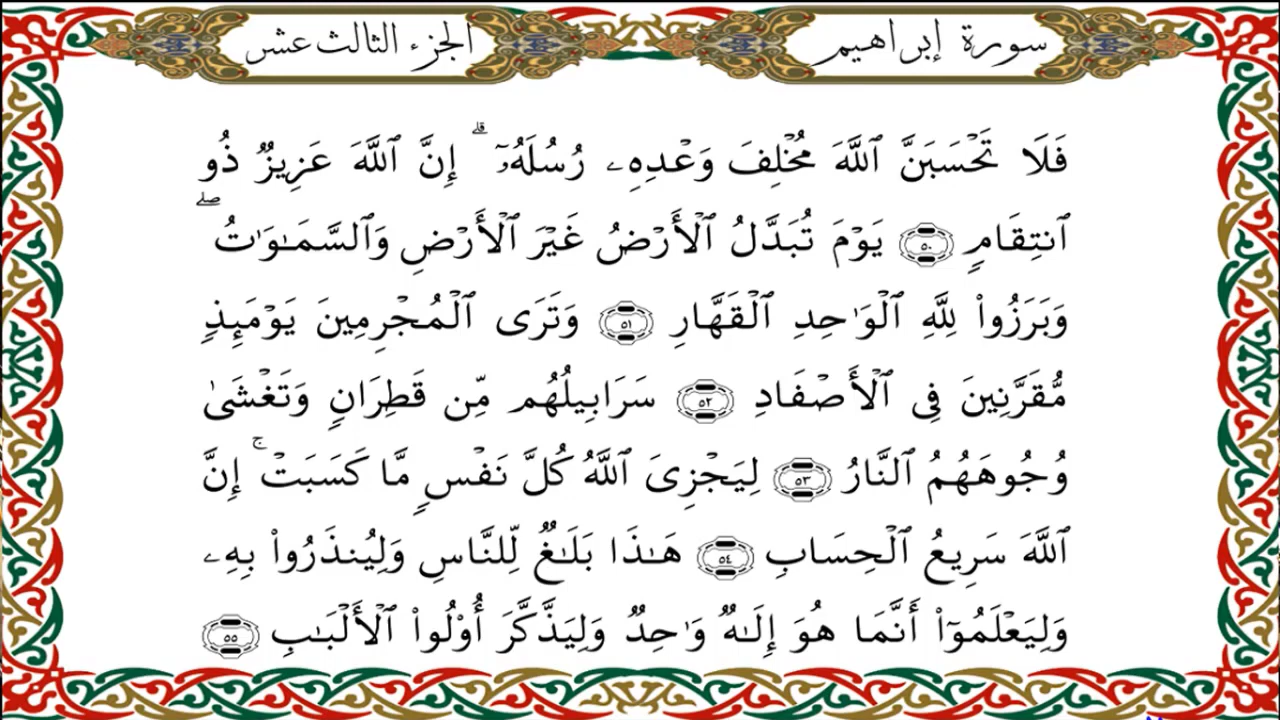 سورة إبراهيم
الجزء الثالث عشر
فَلَا تَحْسَبَنَّ ٱللَّهَ مُخْلِفَ وَعْدِهِۦ رُسُلَهُۥٓ ۗ إِنَّ ٱللَّهَ عَزِيزٌ ذُو
ٱنتِقَامٍ ٥٠ يَوْمَ تُبَدَّلُ ٱلْأَرْضُ غَيْرَ ٱلْأَرْضِ وَٱلسَّمَٰوَٰتُ ۖ
وَبَرَزُوا۟ لِلَّهِ ٱلْوَٰحِدِ ٱلْقَهَّارِ ٥١ وَتَرَى ٱلْمُجْرِمِينَ يَوْمَئِذٍ
مُّقَرَّنِينَ فِى ٱلْأَصْفَادِ ٥٢ سَرَابِيلُهُم مِّن قَطِرَانٍ وَتَغْشَىٰ
وُجُوهَهُمُ ٱلنَّارُ ٥٣ لِيَجْزِىَ ٱللَّهُ كُلَّ نَفْسٍ مَّا كَسَبَتْ ۚ إِنَّ
ٱللَّهَ سَرِيعُ ٱلْحِسَابِ ٥٤ هَٰذَا بَلَٰغٌ لِّلنَّاسِ وَلِيُنذَرُوا۟ بِهِۦ
وَلِيَعْلَمُوٓا۟ أَنَّمَا هُوَ إِلَٰهٌ وَٰحِدٌ وَلِيَذَّكَّرَ أُو۟لُوا۟ ٱلْأَلْبَٰبِ ٥٥